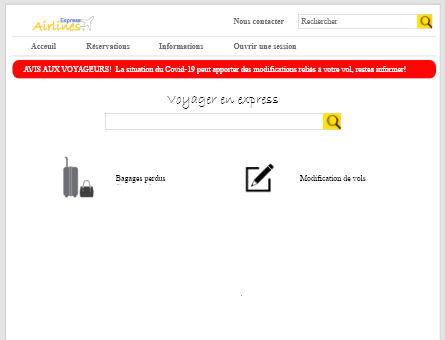 Express
Airlines
Nous contacter
Rechercher
Acceuil
Réservations
Informations
Ouvrir une session
AVIS AUX VOYAGEURS! La situation du Covid-19 peut apporter des modifications reliés à votre vol, restez informer!
Voyager en express
Bagages perdus
Modification de vols